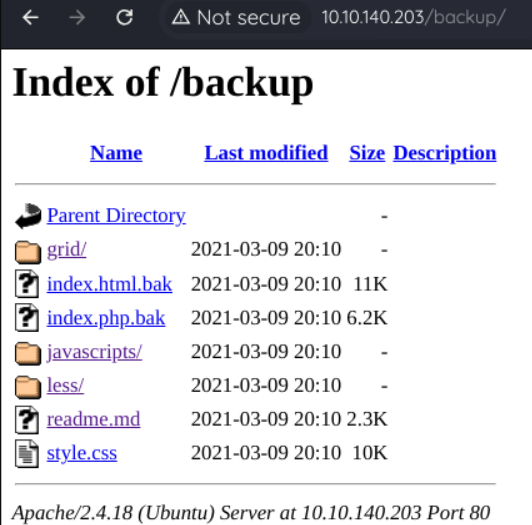 Not secure 10.10.140.203/backup/
Index of /backup
Name Last modified Size Description
Parent Directory -
grid/ 2021-03-09 20:10 -
index.html.bak 2021-03-09 20:10 11K
index.php.bak 2021-03-09 20:10 6.2K
javascripts/ 2021-03-09 20:10 -
less/ 2021-03-09 20:10 -
readme.md 2021-03-09 20:10 2.3K
style.css 2021-03-09 20:10 10K
Apache/2.4.18 (Ubuntu) Server at 10.10.140.203 Port 80